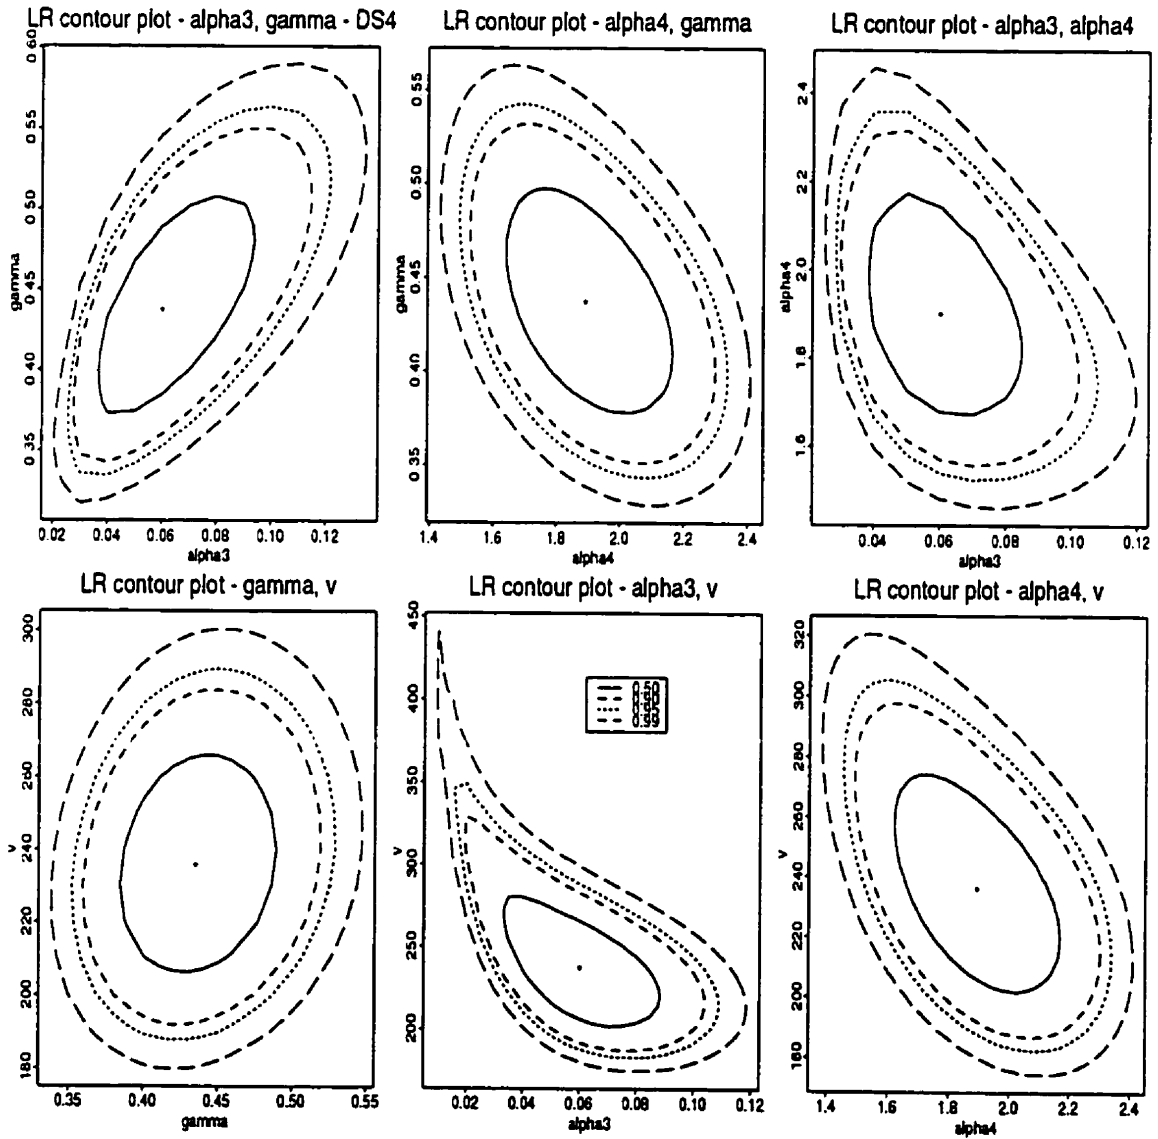 LR contour plot - alpha3, gamma - DS4
0.60
0.55
0.50
0.45
0.40
0.35
gamma
0.02 0.04 0.06 0.08 0.10 0.12
alpha3
LR contour plot - alpha4, gamma
0.55
0.50
0.45
0.40
0.35
gamma
1.4 1.6 1.8 2.0 2.2 2.4
alpha4
LR contour plot - alpha3, alpha4
2.4
2.2
2.0
1.8
1.6
alpha4
0.04 0.06 0.08 0.10 0.12
alpha3
LR contour plot - gamma, v
300
280
260
240
220
200
180
v
0.35 0.40 0.45 0.50 0.55
gamma
LR contour plot - alpha3, v
450
400
350
300
250
200
v
0.50
0.90
0.95
0.99
0.02 0.04 0.06 0.08 0.10 0.12
alpha3
LR contour plot - alpha4, v
320
300
280
260
240
220
200
180
v
1.4 1.6 1.8 2.0 2.2 2.4
alpha4